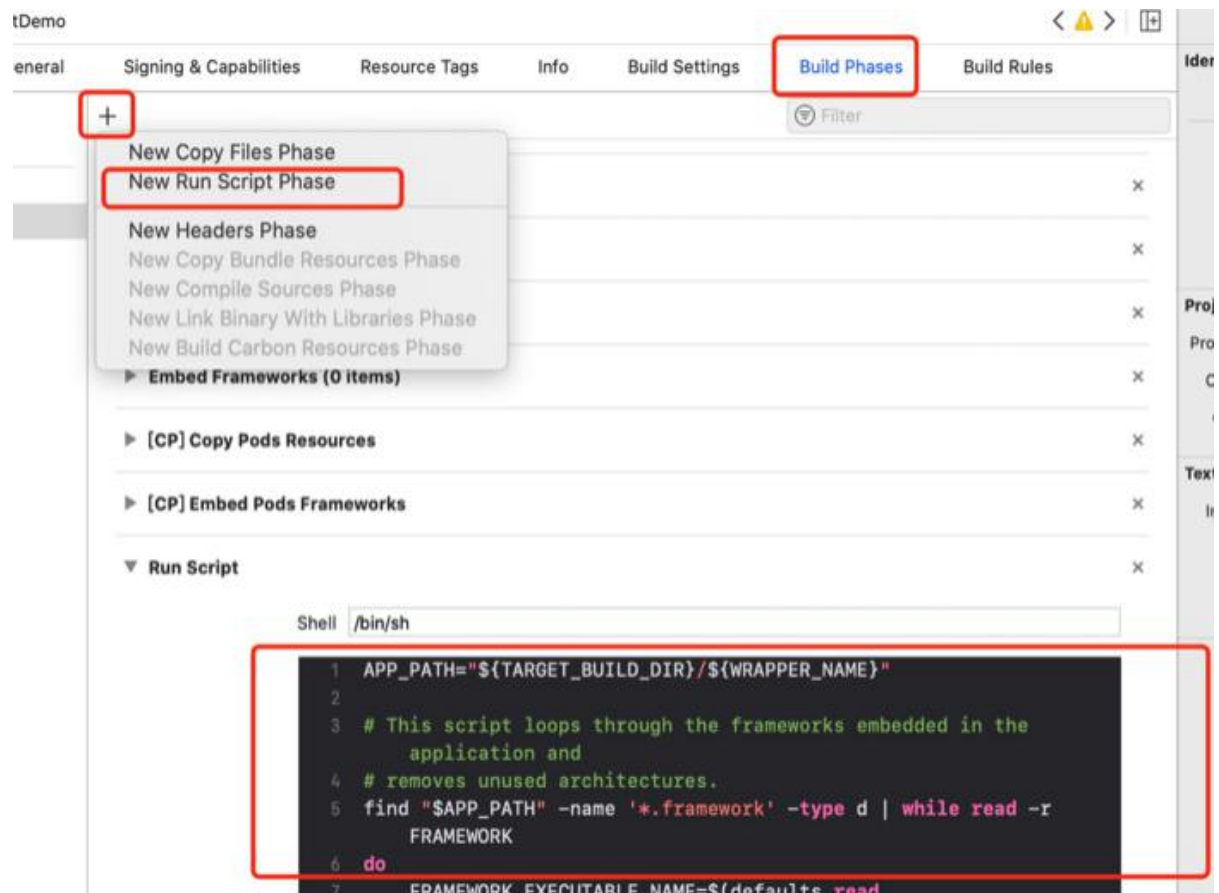 tDemo
eneral Signing & Capabilities Resource Tags Info Build Settings Build Phases Build Rules
Iden
+ Filter
New Copy Files Phase
New Run Script Phase
New Headers Phase
New Copy Bundle Resources Phase
New Compile Sources Phase
New Link Binary With Libraries Phase
New Build Carbon Resources Phase
Proj
Pro
Embed Frameworks (0 items)
[CP] Copy Pods Resources
Text
[CP] Embed Pods Frameworks
Run Script
Shell /bin/sh
1 APP_PATH="${TARGET_BUILD_DIR}/${WRAPPER_NAME}"
2
3 # This script loops through the frameworks embedded in the
application and
4 # removes unused architectures.
5 find "$APP_PATH" -name '*.framework' -type d | while read -r
FRAMEWORK
6 do
7 FRAMEWORK_EXECUTABLE_NAME=$(defaults read